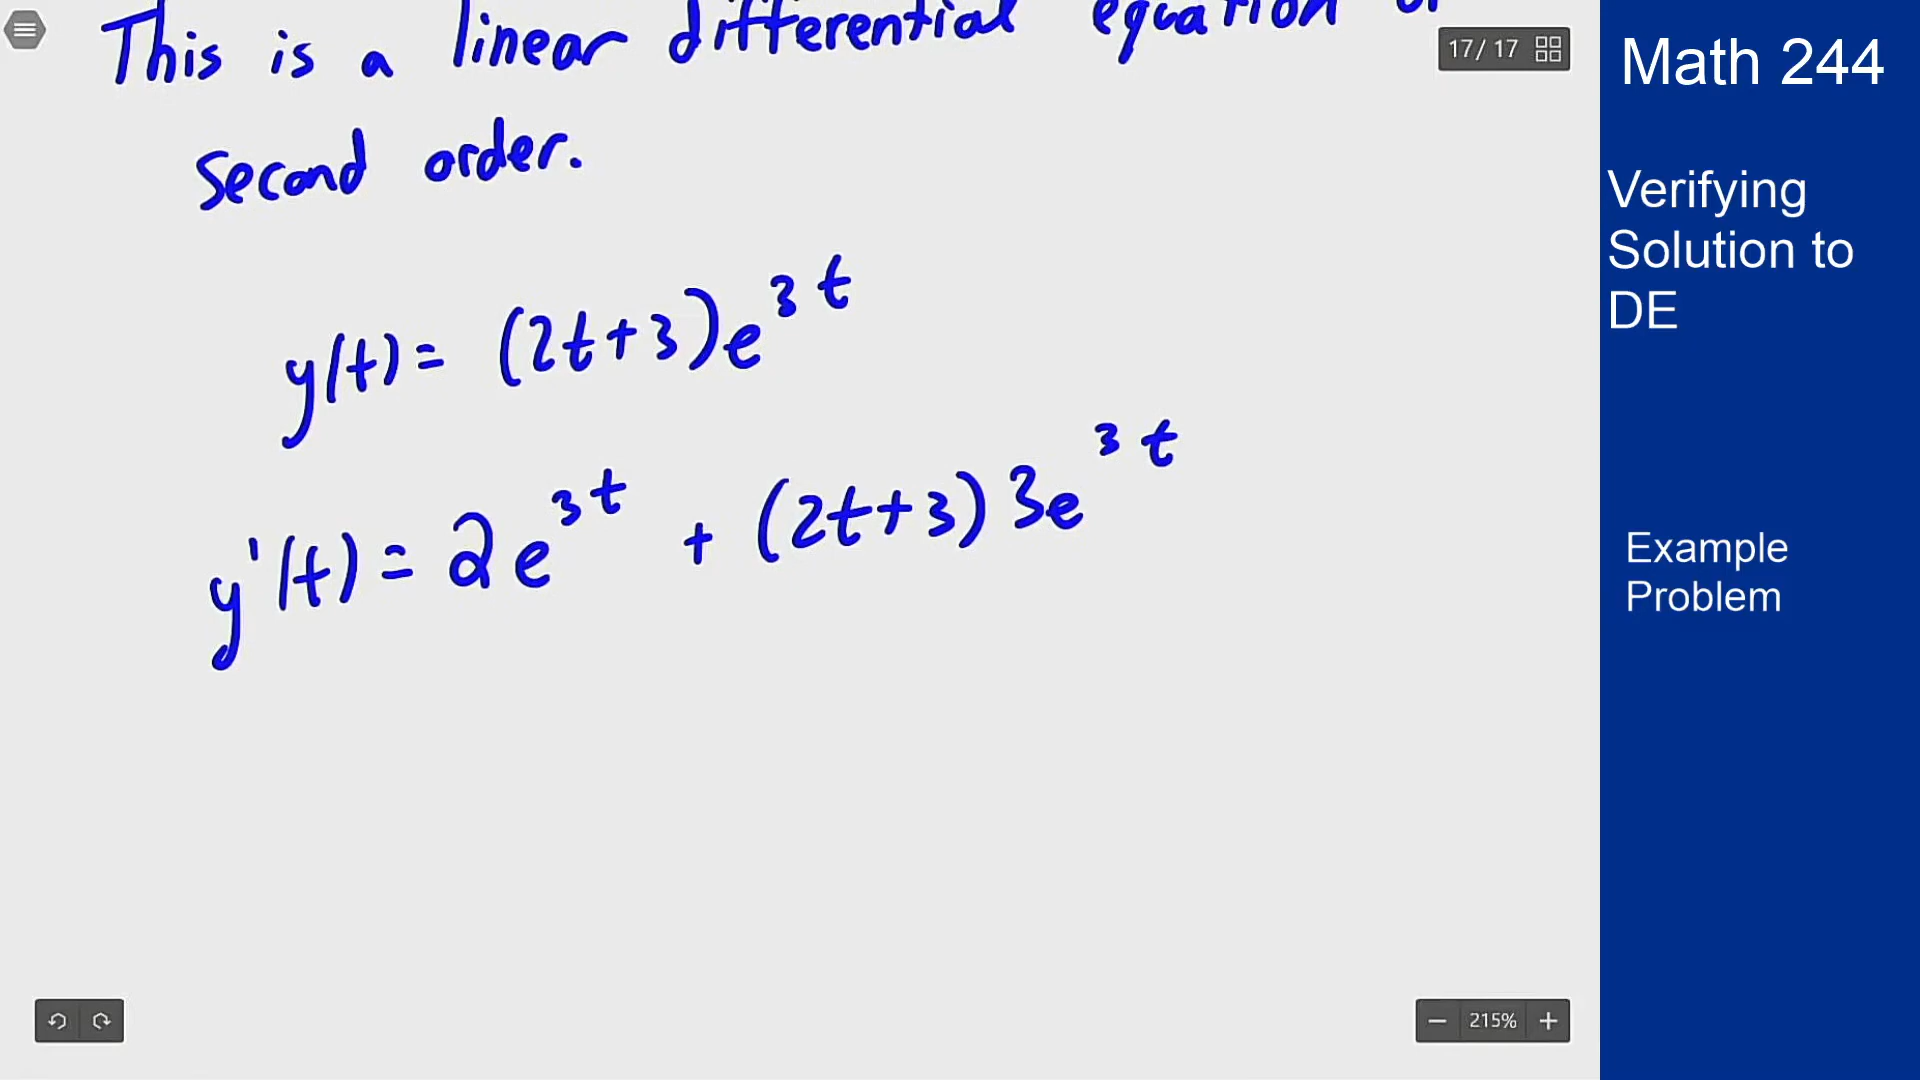 This is a linear differential equation of
second order.
y(t) = (2t+3)e^{3t}
y'(t) = 2e^{3t} + (2t+3)3e^{3t}
17/ 17
215%
Math 244
Verifying
Solution to
DE
Example
Problem